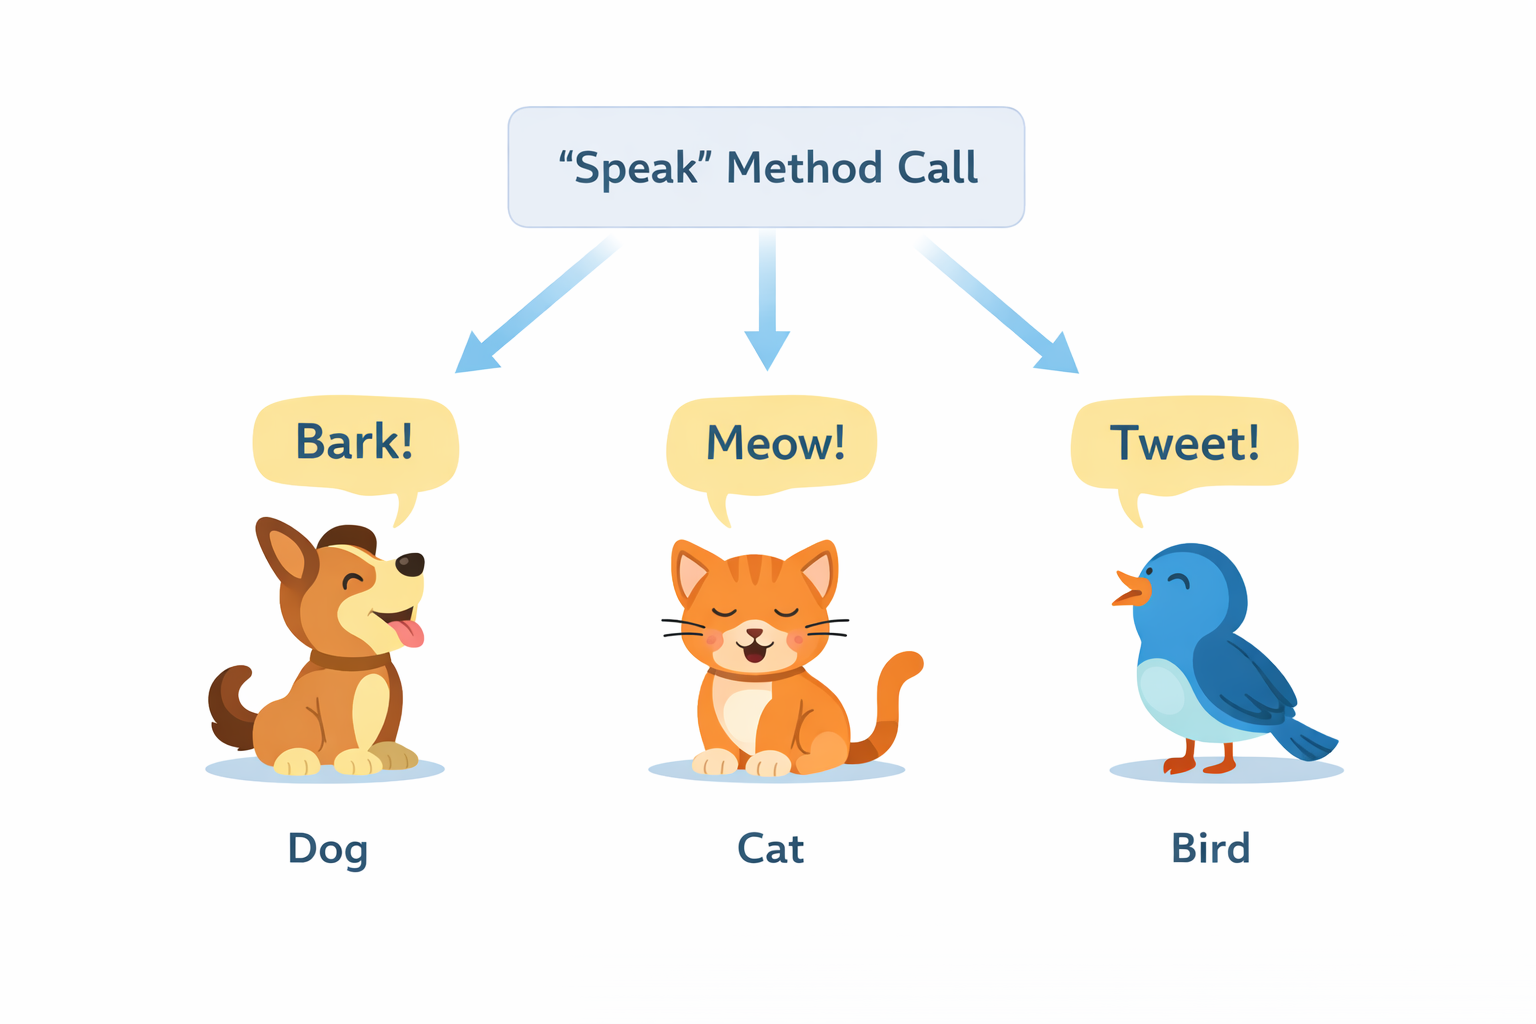 “Speak” Method Call
Bark!
Meow!
Tweet!
Dog
Cat
Bird